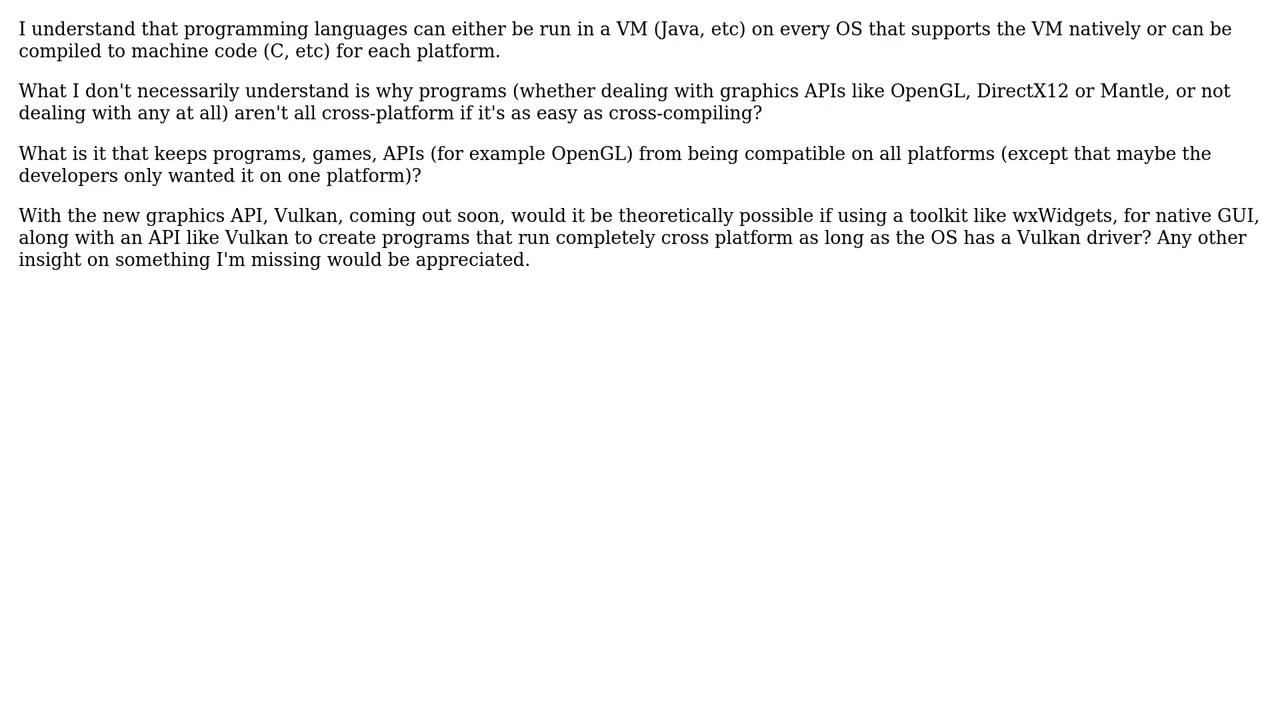 I understand that programming languages can either be run in a VM (Java, etc) on every OS that supports the VM natively or can be
compiled to machine code (C, etc) for each platform.
What I don't necessarily understand is why programs (whether dealing with graphics APIs like OpenGL, DirectX12 or Mantle, or not
dealing with any at all) aren't all cross-platform if it's as easy as cross-compiling?
What is it that keeps programs, games, APIs (for example OpenGL) from being compatible on all platforms (except that maybe the
developers only wanted it on one platform)?
With the new graphics API, Vulkan, coming out soon, would it be theoretically possible if using a toolkit like wxWidgets, for native GUI,
along with an API like Vulkan to create programs that run completely cross platform as long as the OS has a Vulkan driver? Any other
insight on something I'm missing would be appreciated.